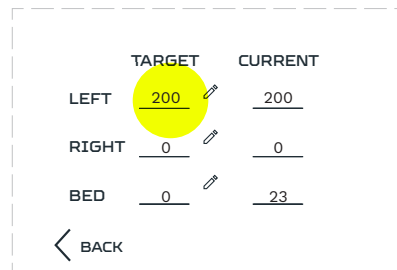 TARGET CURRENT
LEFT 200 200
RIGHT 0 0
BED 0 23
BACK